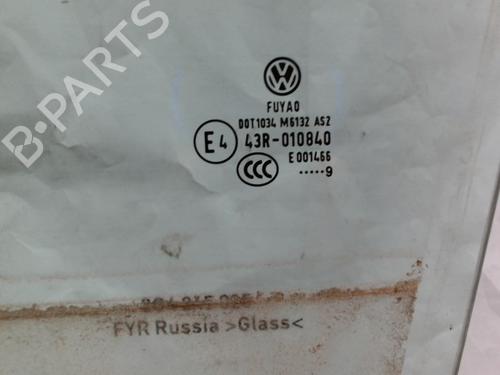 B-PARTS
FUYAO
DOT1034 M6132 AS2
E4 43R-010840
CCC E001466
.....9
FYR Russia >Glass<